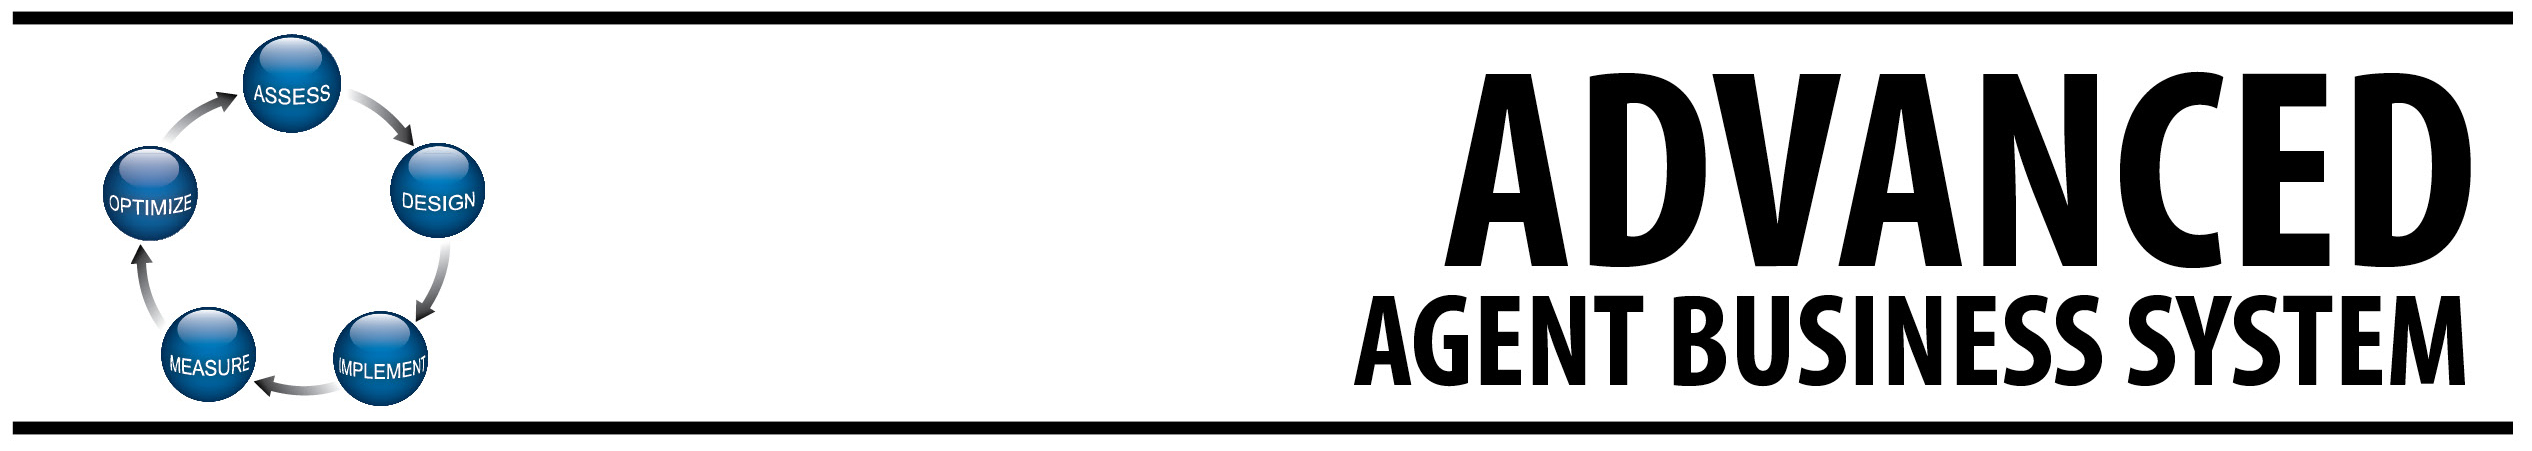 ASSESS
DESIGN
IMPLEMENT
MEASURE
OPTIMIZE
ADVANCED
AGENT BUSINESS SYSTEM